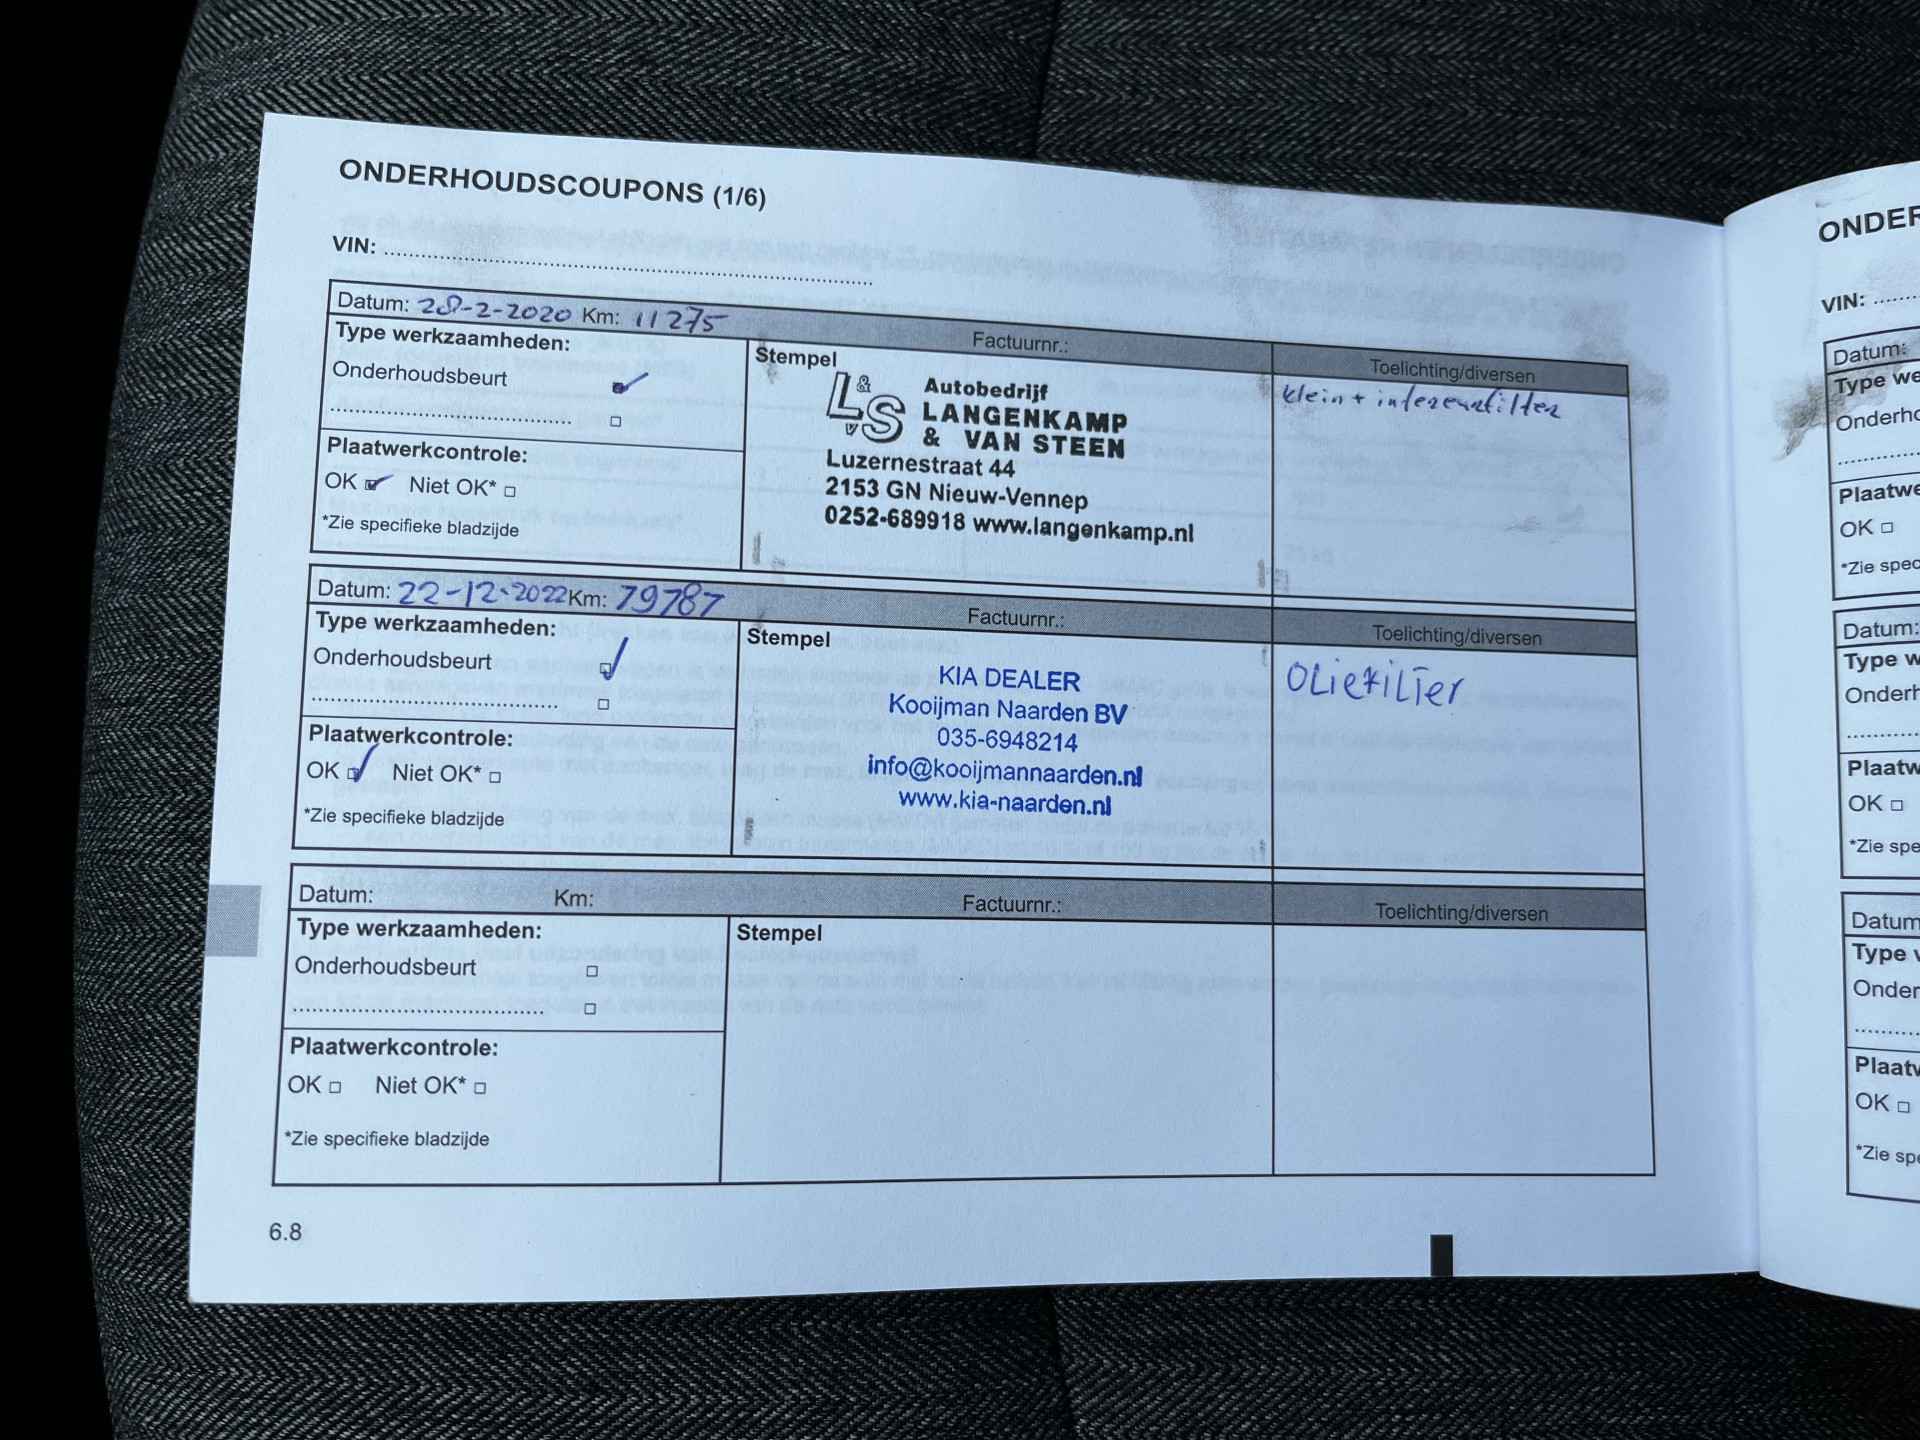 ONDERHOUDSCOUPONS (1/6)
VIN: ........................................................................
Datum: 28-2-2020 Km: 11275 Factuurnr.: Toelichting/diversen
Type werkzaamheden:
Onderhoudsbeurt
........................................
Plaatwerkcontrole:
OK Niet OK*
*Zie specifieke bladzijde
Stempel
L&VS
Autobedrijf
LANGENKAMP
& VAN STEEN
Luzernestraat 44
2153 GN Nieuw-Vennep
0252-689918 www.langenkamp.nl
klein + interieurfilter
Datum: 22-12-2022 Km: 79787 Factuurnr.: Toelichting/diversen
Type werkzaamheden:
Onderhoudsbeurt
........................................
Plaatwerkcontrole:
OK Niet OK*
*Zie specifieke bladzijde
Stempel
KIA DEALER
Kooijman Naarden BV
035-6948214
info@kooijmannaarden.nl
www.kia-naarden.nl
OLiefiLTer
Datum: Km: Factuurnr.: Toelichting/diversen
Type werkzaamheden:
Onderhoudsbeurt
........................................
Plaatwerkcontrole:
OK Niet OK*
*Zie specifieke bladzijde
Stempel
6.8
ONDER
VIN: ........
Datum:
Type we
Onderho
............
Plaatwe
OK
*Zie spec
Datum:
Type w
Onderh
............
Plaatw
OK
*Zie spe
Datum
Type
Onder
............
Plaatw
OK
*Zie spe